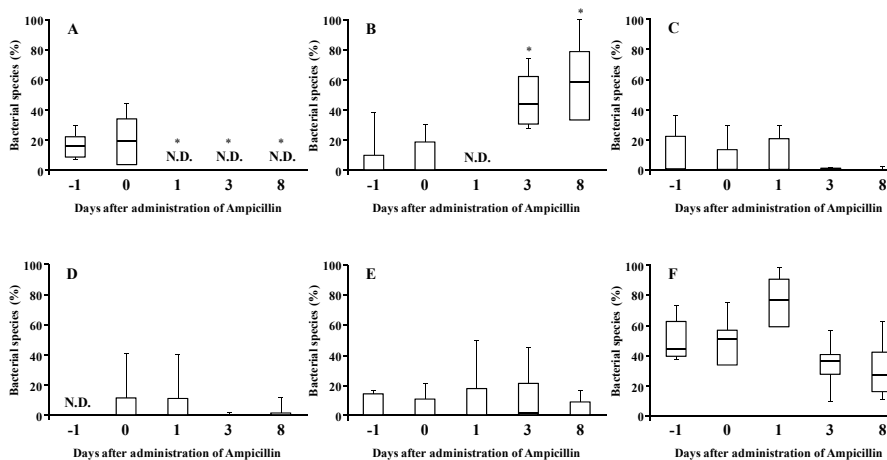 A
Bacterial species (%)
100
80
60
40
20
0
* * *
N.D. N.D. N.D.
-1 0 1 3 8
Days after administration of Ampicillin
B
Bacterial species (%)
100
80
60
40
20
0
* *
N.D.
-1 0 1 3 8
Days after administration of Ampicillin
C
Bacterial species (%)
100
80
60
40
20
0
-1 0 1 3 8
Days after administration of Ampicillin
D
Bacterial species (%)
100
80
60
40
20
0
N.D.
-1 0 1 3 8
Days after administration of Ampicillin
E
Bacterial species (%)
100
80
60
40
20
0
-1 0 1 3 8
Days after administration of Ampicillin
F
Bacterial species (%)
100
80
60
40
20
0
-1 0 1 3 8
Days after administration of Ampicillin